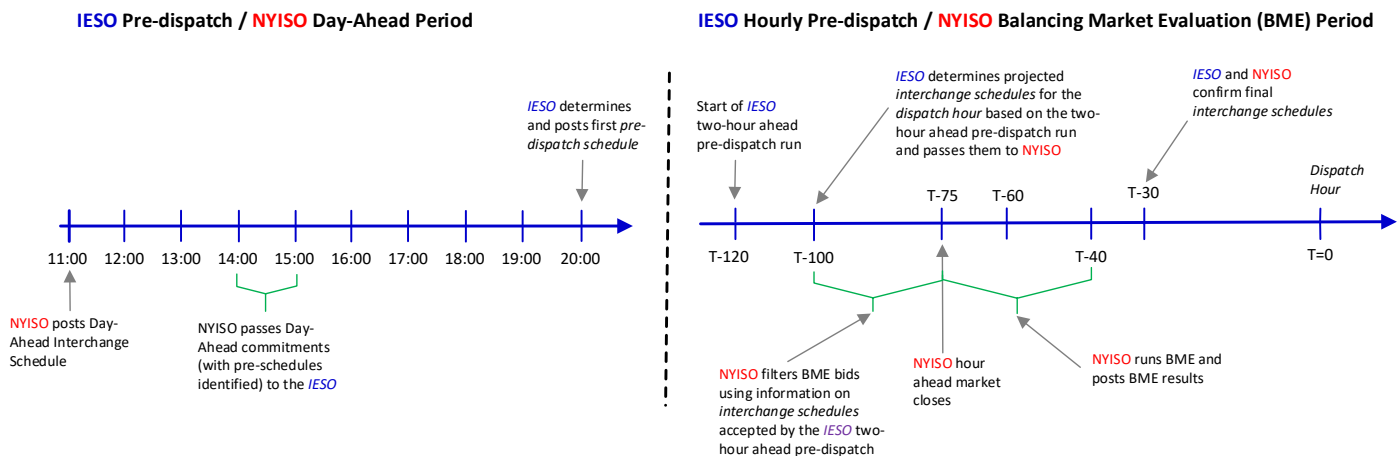 IESO Pre-dispatch / NYISO Day-Ahead Period
IESO determines
and posts first pre-
dispatch schedule
11:00
12:00
13:00
14:00
15:00
16:00
17:00
18:00
19:00
20:00
NYISO posts Day-
Ahead Interchange
Schedule
NYISO passes Day-
Ahead commitments
(with pre-schedules
identified) to the IESO
IESO Hourly Pre-dispatch / NYISO Balancing Market Evaluation (BME) Period
Start of IESO
two-hour ahead
pre-dispatch run
IESO determines projected
interchange schedules for the
dispatch hour based on the two-
hour ahead pre-dispatch run
and passes them to NYISO
IESO and NYISO
confirm final
interchange schedules
Dispatch
Hour
T-75
T-60
T-30
T-120
T-100
T-40
T=0
NYISO filters BME bids
using information on
interchange schedules
accepted by the IESO two-
hour ahead pre-dispatch
NYISO hour
ahead market
closes
NYISO runs BME and
posts BME results